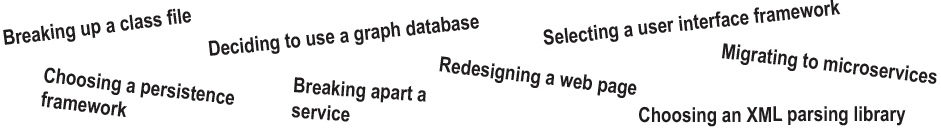 Breaking up a class file
Deciding to use a graph database
Selecting a user interface framework
Migrating to microservices
Choosing a persistence
framework
Breaking apart a
service
Redesigning a web page
Choosing an XML parsing library